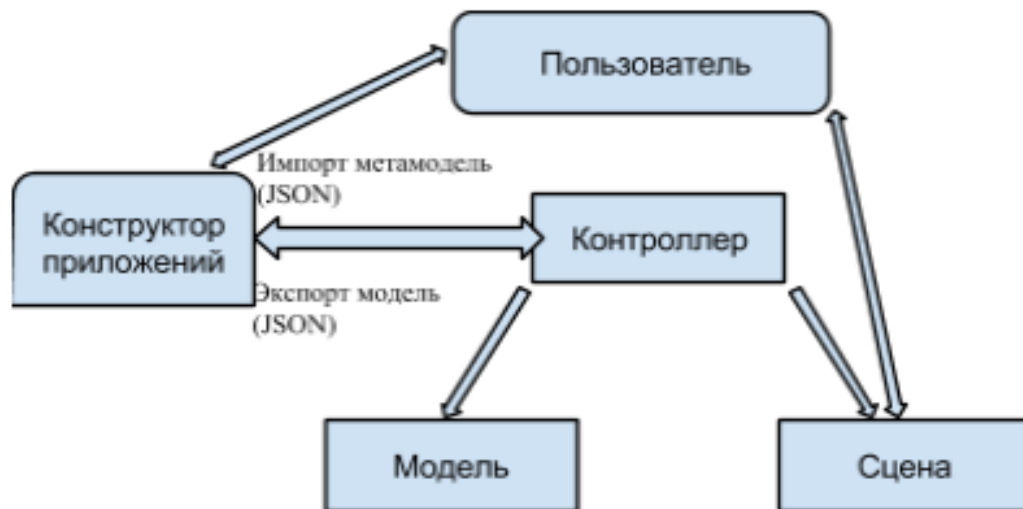 Пользователь
Импорт метамодель
(JSON)
Конструктор
приложений
Контроллер
Экспорт модель
(JSON)
Модель
Сцена